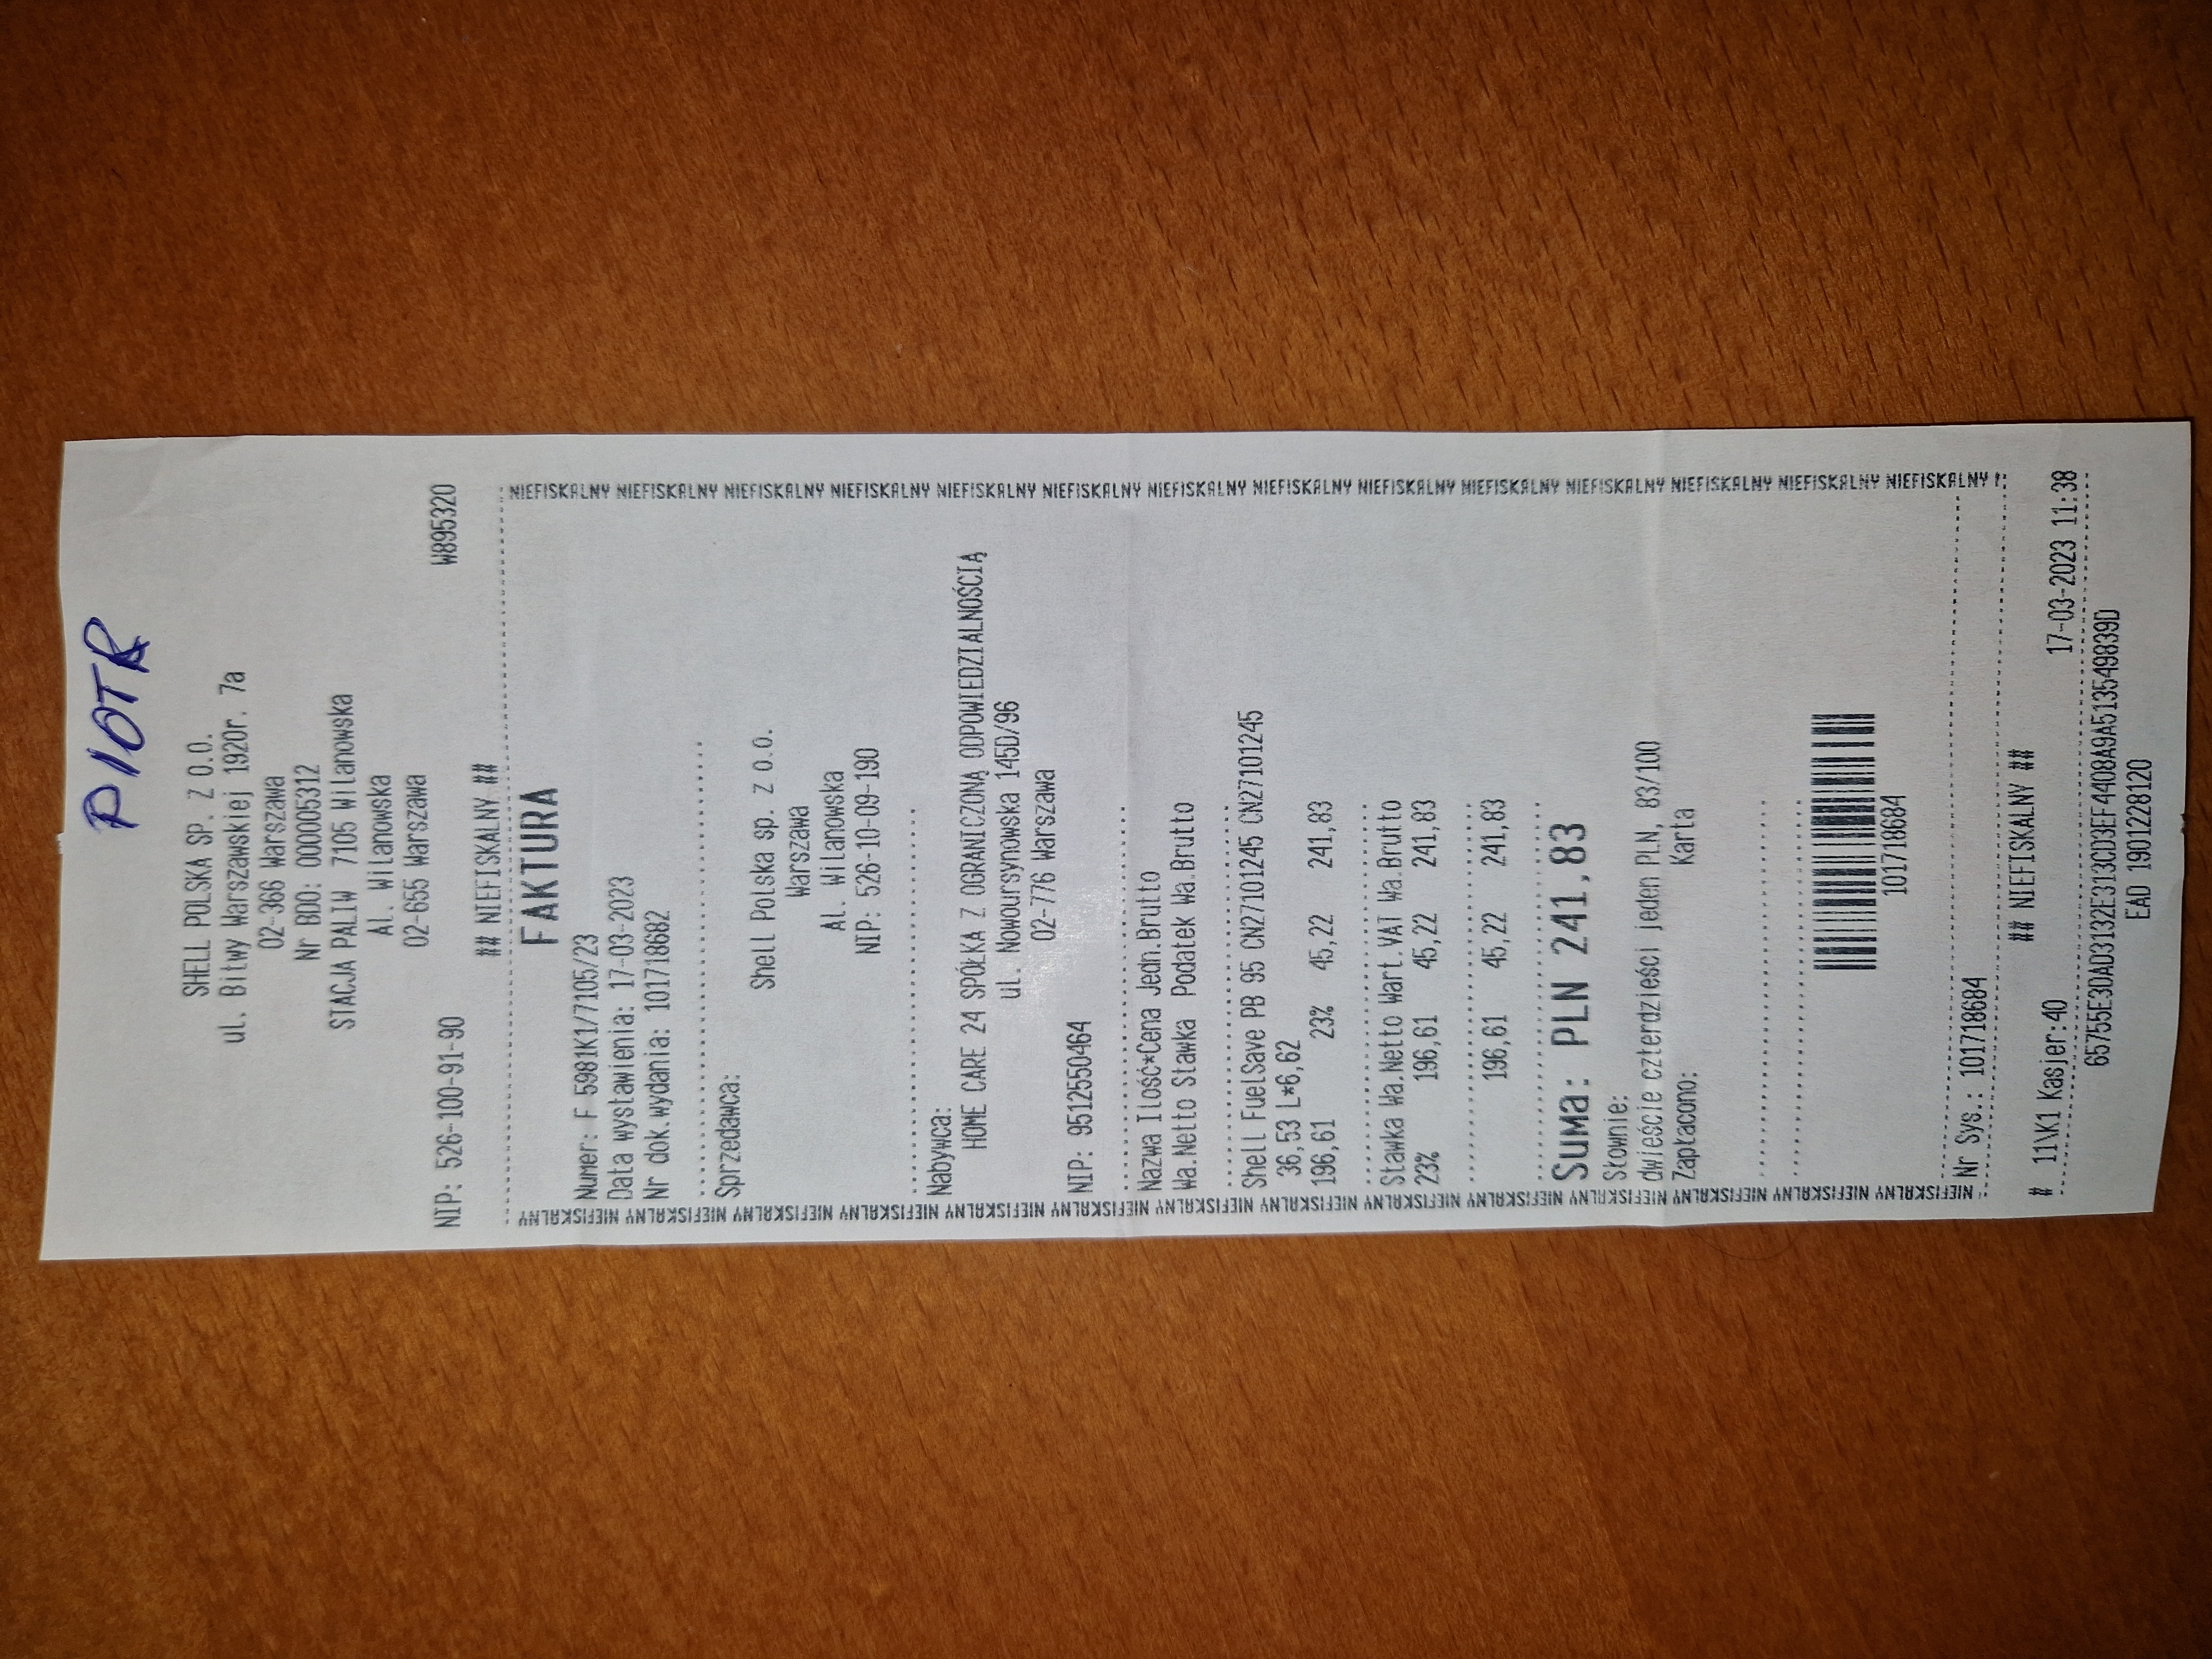 PIOTR
SHELL POLSKA SP. Z O.O.
ul. Bitwy Warszawskiej 1920r. 7a
02-366 Warszawa
Nr BDO: 000005312
STACJA PALIW 7105 Wilanowska
Al. Wilanowska
02-655 Warszawa
NIP: 526-100-91-90 W895320
## NIEFISKALNY ##
FAKTURA
Numer: F 5981K1/7105/23
Data wystawienia: 17-03-2023
Nr dok.wydania: 101718682
Sprzedawca:
Shell Polska sp. z o.o.
Warszawa
Al. Wilanowska
NIP: 526-10-09-190
Nabywca:
HOME CARE 24 SPÓŁKA Z OGRANICZONĄ ODPOWIEDZIALNOŚCIĄ
ul. Nowoursynowska 145D/96
02-776 Warszawa
NIP: 9512550464
Nazwa Ilość*Cena Jedn.Brutto
Wa.Netto Stawka Podatek Wa.Brutto
Shell FuelSave PB 95 CN27101245 CN27101245
36,53 L*6,62
196,61 23% 45,22 241,83
Stawka Wa.Netto Wart.VAT Wa.Brutto
23% 196,61 45,22 241,83
196,61 45,22 241,83
Suma: PLN 241,83
Słownie:
dwieście czterdzieści jeden PLN, 83/100
Zapłacono: Karta
101718684
Nr Sys.: 101718684
## NIEFISKALNY ##
# 11\K1 Kasjer:40 17-03-2023 11:38
65755E3DAD3132E313CD3EF4408A9A513549839D
EAD 1901228120
NIEFISKALNY NIEFISKALNY NIEFISKALNY NIEFISKALNY NIEFISKALNY NIEFISKALNY NIEFISKALNY NIEFISKALNY NIEFISKALNY NIEFISKALNY NIEFISKALNY NIEFISKALNY NIEFISKALNY NIEFISKALNY
NIEFISKALNY NIEFISKALNY NIEFISKALNY NIEFISKALNY NIEFISKALNY NIEFISKALNY NIEFISKALNY NIEFISKALNY NIEFISKALNY NIEFISKALNY NIEFISKALNY NIEFISKALNY NIEFISKALNY NIEFISKALNY